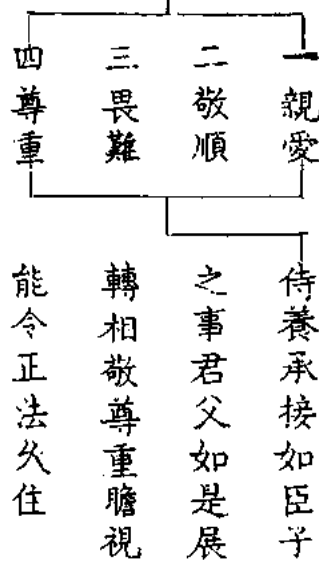 一親愛
二敬順
三畏難
四尊重
侍養承接如臣子
之事君父如是展
轉相敬尊重瞻視
能令正法久住